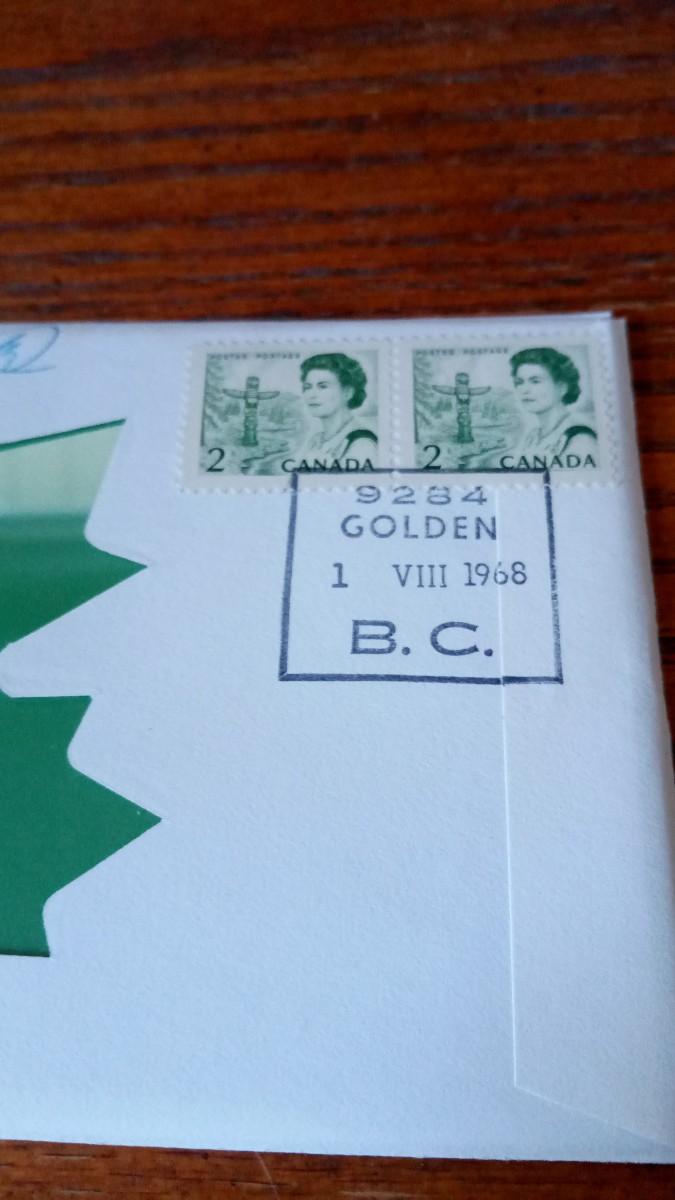 POSTES POSTAGE
2 CANADA
POSTES POSTAGE
2 CANADA
9284
GOLDEN
1 VIII 1968
B. C.